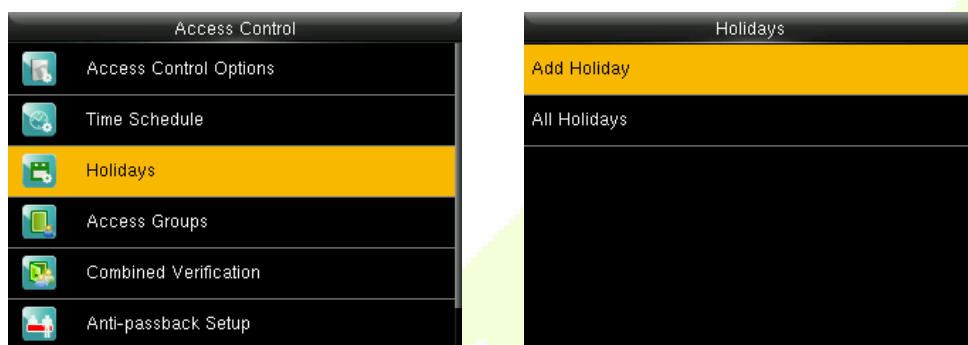 Access Control
Access Control Options
Time Schedule
Holidays
Access Groups
Combined Verification
Anti-passback Setup
Holidays
Add Holiday
All Holidays